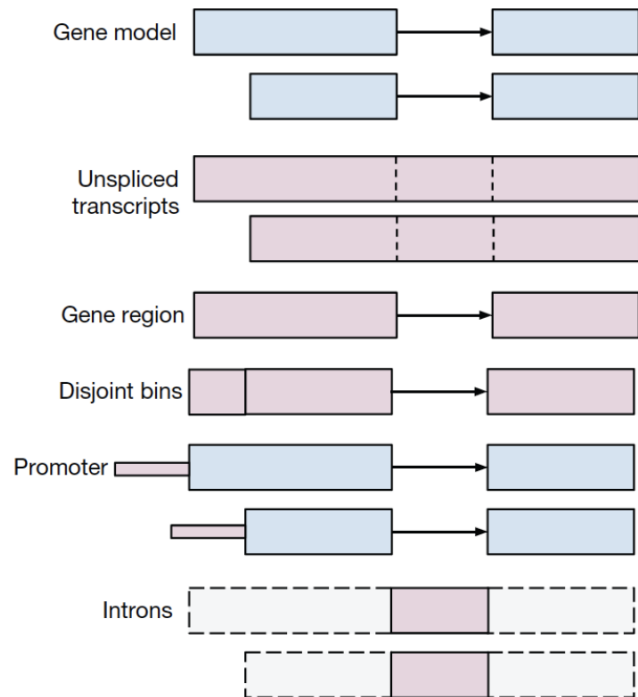 Gene model
Unspliced
transcripts
Gene region
Disjoint bins
Promoter
Introns